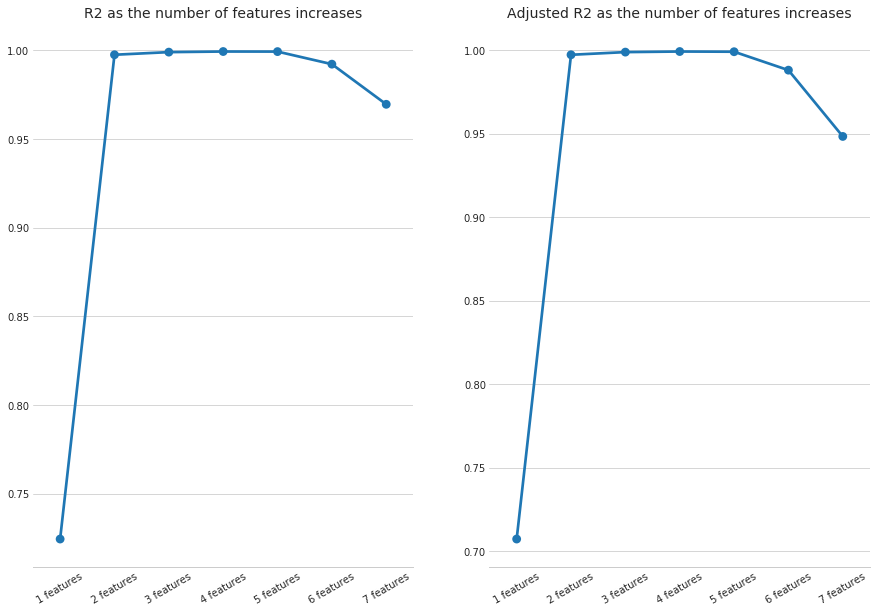 R2 as the number of features increases
1.00
0.95
0.90
0.85
0.80
0.75
1 features
2 features
3 features
4 features
5 features
6 features
7 features
Adjusted R2 as the number of features increases
1.00
0.95
0.90
0.85
0.80
0.75
0.70
1 features
2 features
3 features
4 features
5 features
6 features
7 features